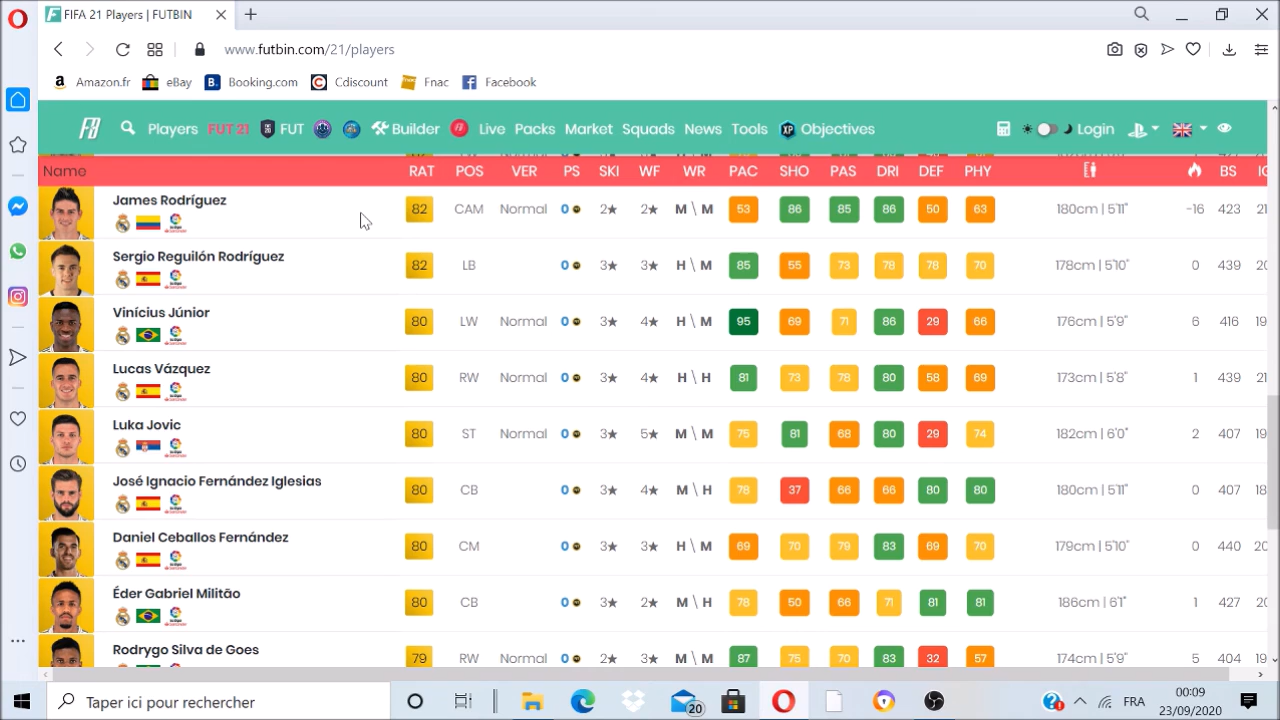 FIFA 21 Players | FUTBIN
www.futbin.com/21/players
Amazon.fr eBay Booking.com Cdiscount Fnac Facebook
Players FUT 21 FUT Builder Live Packs Market Squads News Tools XP Objectives Login
Name RAT POS VER PS SKI WF WR PAC SHO PAS DRI DEF PHY BS
James Rodríguez 82 CAM Normal 0 2★ 2★ M \ M 53 86 85 86 50 63 180cm | 5'11" -16 423
Sergio Reguilón Rodríguez 82 LB 0 3★ 3★ H \ M 85 55 73 78 78 70 178cm | 5'10" 0 439
Vinícius Júnior 80 LW Normal 0 3★ 4★ H \ M 95 69 71 86 29 66 176cm | 5'9" 6 416
Lucas Vázquez 80 RW Normal 0 3★ 4★ H \ H 81 73 78 80 58 69 173cm | 5'8" 1 439
Luka Jovic 80 ST Normal 0 3★ 5★ M \ M 75 81 68 80 29 74 182cm | 6'0" 2 407
José Ignacio Fernández Iglesias 80 CB 0 3★ 4★ M \ H 78 37 66 66 80 80 180cm | 5'11" 0 407
Daniel Ceballos Fernández 80 CM 0 3★ 3★ H \ M 69 70 79 83 69 70 179cm | 5'10" 0 440
Éder Gabriel Militão 80 CB Normal 0 3★ 2★ M \ H 78 50 66 71 81 81 186cm | 6'1" 1 427
Rodrygo Silva de Goes 79 RW Normal 0 2★ 3★ M \ M 87 75 70 83 32 57 174cm | 5'9" 5 404
Taper ici pour rechercher
20
FRA
00:09
23/09/2020